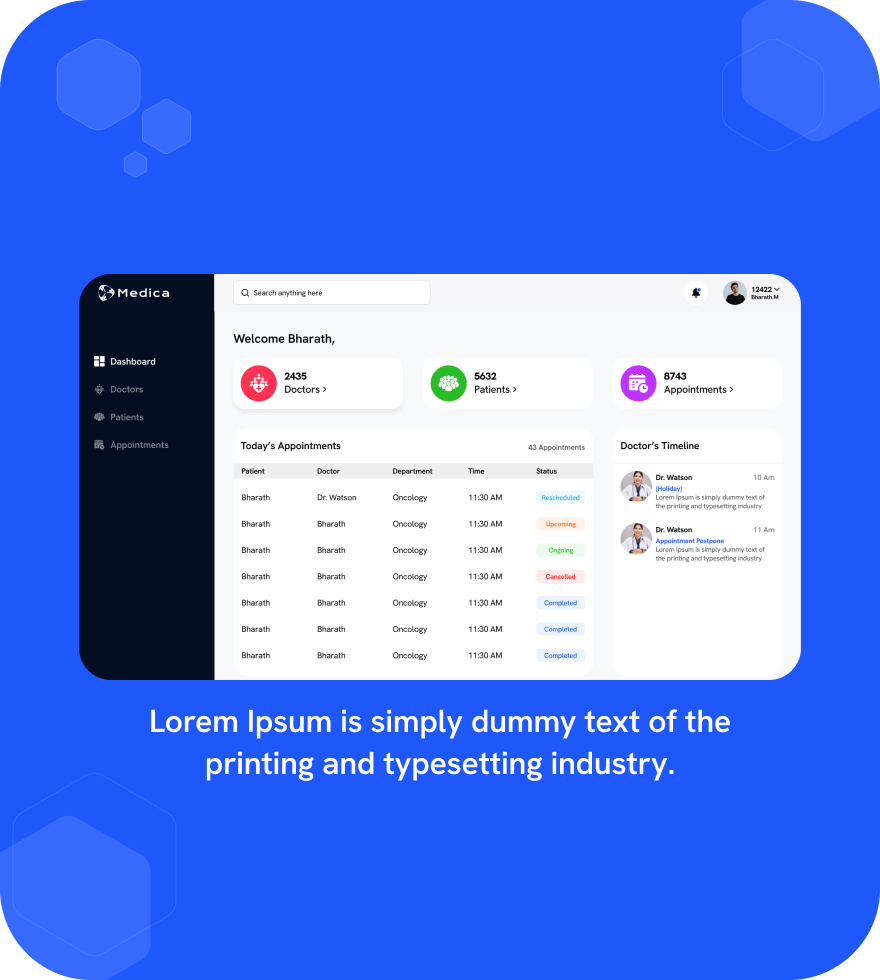 Medica
Search anything here
12422
Bharath.M
Dashboard
Doctors
Patients
Appointments
Welcome Bharath,
2435
Doctors >
5632
Patients >
8743
Appointments >
Today's Appointments
43 Appointments
Patient Doctor Department Time Status
Bharath Dr. Watson Oncology 11:30 AM Rescheduled
Bharath Bharath Oncology 11:30 AM Upcoming
Bharath Bharath Oncology 11:30 AM Ongoing
Bharath Bharath Oncology 11:30 AM Cancelled
Bharath Bharath Oncology 11:30 AM Completed
Bharath Bharath Oncology 11:30 AM Completed
Bharath Bharath Oncology 11:30 AM Completed
Doctor's Timeline
Dr. Watson 10 Am
(Holiday)
Lorem Ipsum is simply dummy text of
the printing and typesetting industry
Dr. Watson 11 Am
Appointment Postpone
Lorem Ipsum is simply dummy text of
the printing and typesetting industry
Lorem Ipsum is simply dummy text of the
printing and typesetting industry.